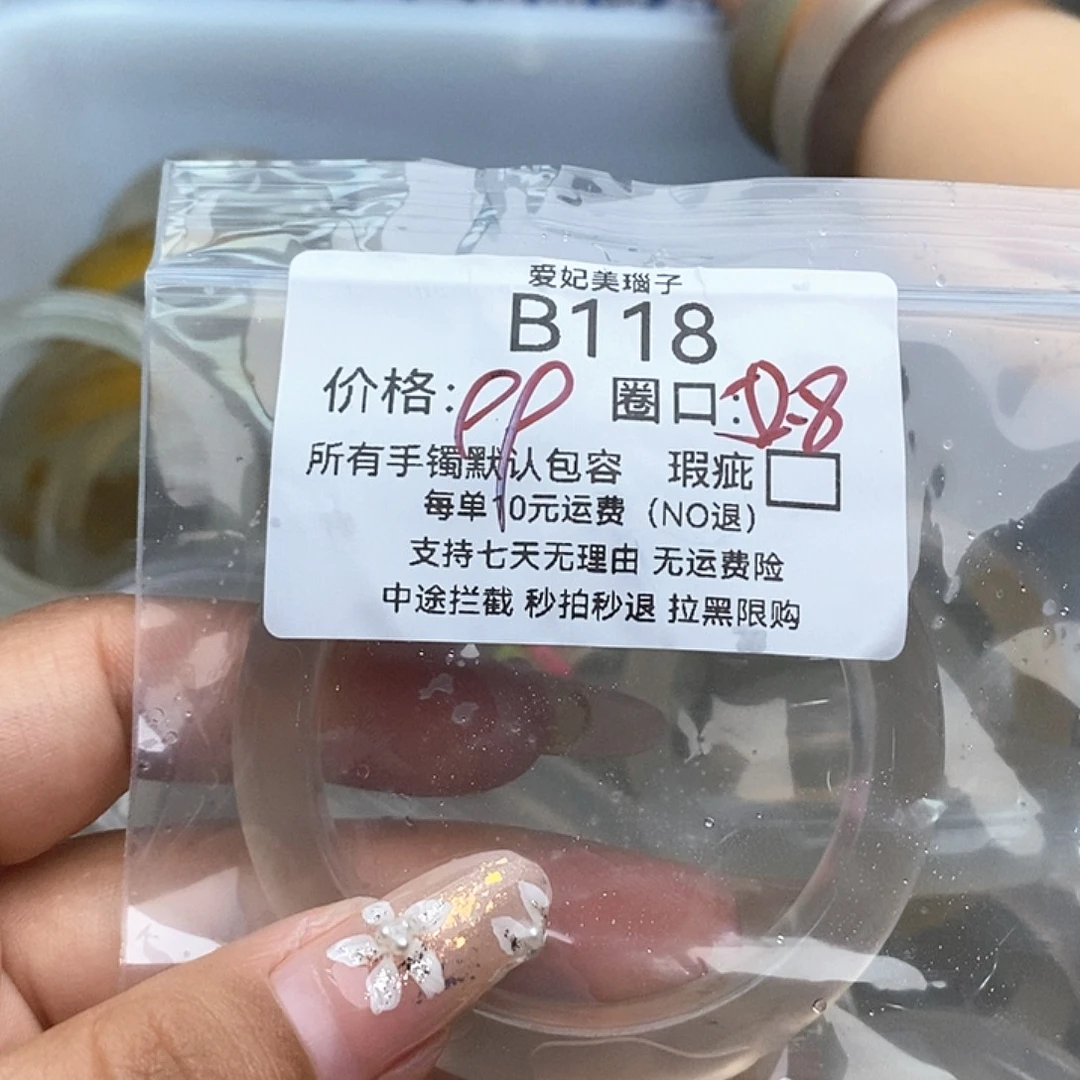 爱妃美瑙子
B118
价格: 圈口:
所有手镯默认包容 瑕疵
每单10元运费（NO退）
支持七天无理由 无运费险
中途拦截 秒拍秒退 拉黑限购